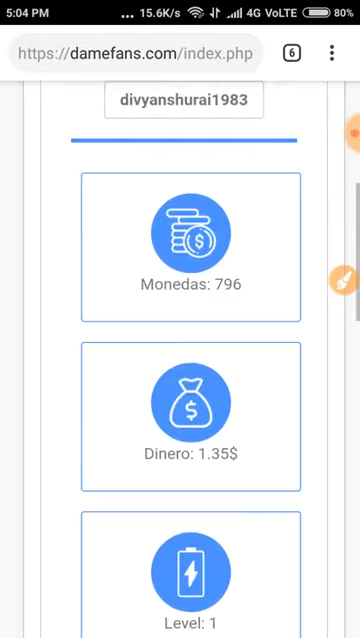 5:04 PM ... 15.6K/s 4G VoLTE 80%
https://damefans.com/index.php 6
divyanshurai1983
$
Monedas: 796
$
Dinero: 1.35$
Level: 1